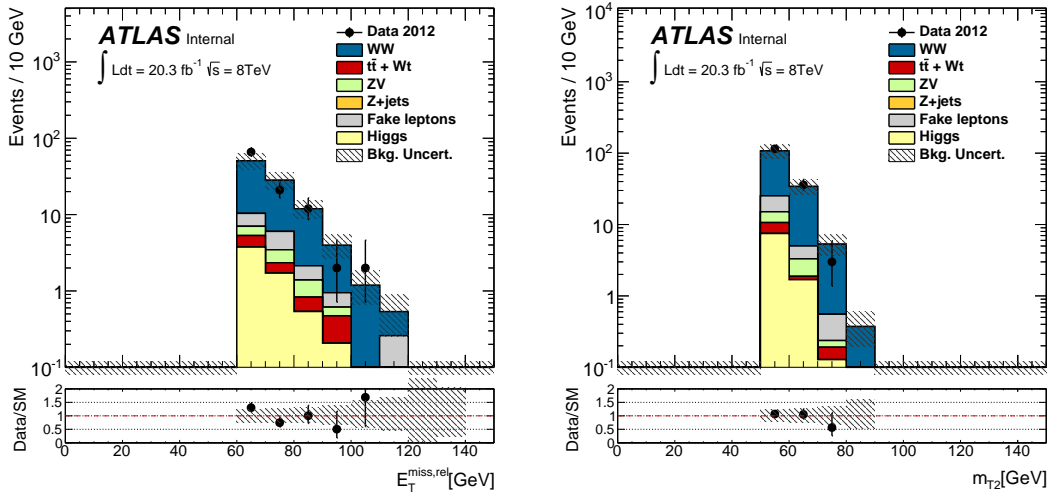 Events / 10 GeV
10³
10²
10
1
10⁻¹
ATLAS Internal
∫ Ldt = 20.3 fb⁻¹ √s = 8TeV
Data 2012
WW
tt̄ + Wt
ZV
Z+jets
Fake leptons
Higgs
Bkg. Uncert.
Data/SM
2
1.5
1
0.5
0
0 20 40 60 80 100 120 140
E_T^miss,rel [GeV]
Events / 10 GeV
10⁴
10³
10²
10
1
10⁻¹
ATLAS Internal
∫ Ldt = 20.3 fb⁻¹ √s = 8TeV
Data 2012
WW
tt̄ + Wt
ZV
Z+jets
Fake leptons
Higgs
Bkg. Uncert.
Data/SM
2
1.5
1
0.5
0
0 20 40 60 80 100 120 140
m_T2[GeV]